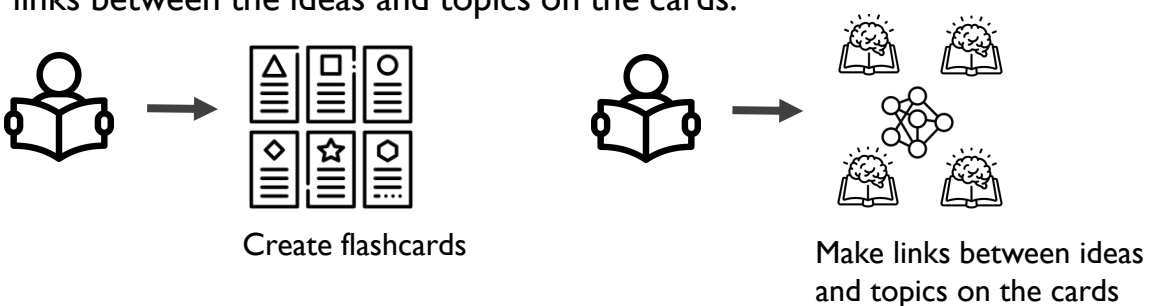 links between the ideas and topics on the cards.
Create flashcards
Make links between ideas
and topics on the cards